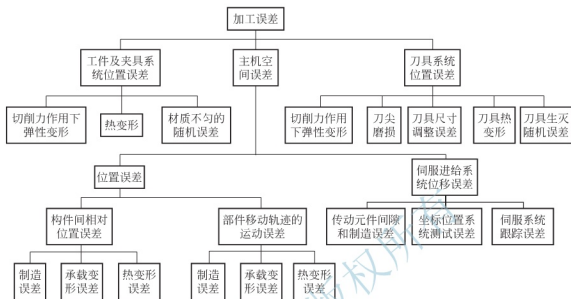 加工误差
工件及夹具系
统位置误差
主机空
间误差
刀具系统
位置误差
切削力作用下
弹性变形
热变形
材质不匀的
随机误差
切削力作用
下弹性变形
刀尖
磨损
刀具尺寸
调整误差
刀具热
变形
刀具生灭
随机误差
位置误差
伺服进给系
统位移误差
构件间相对
位置误差
部件移动轨迹的
运动误差
传动元件间隙
和制造误差
坐标位置系
统测试误差
伺服系统
跟踪误差
制造
误差
承载变
形误差
热变形
误差
制造
误差
承载变
形误差
热变形
误差
版权所有